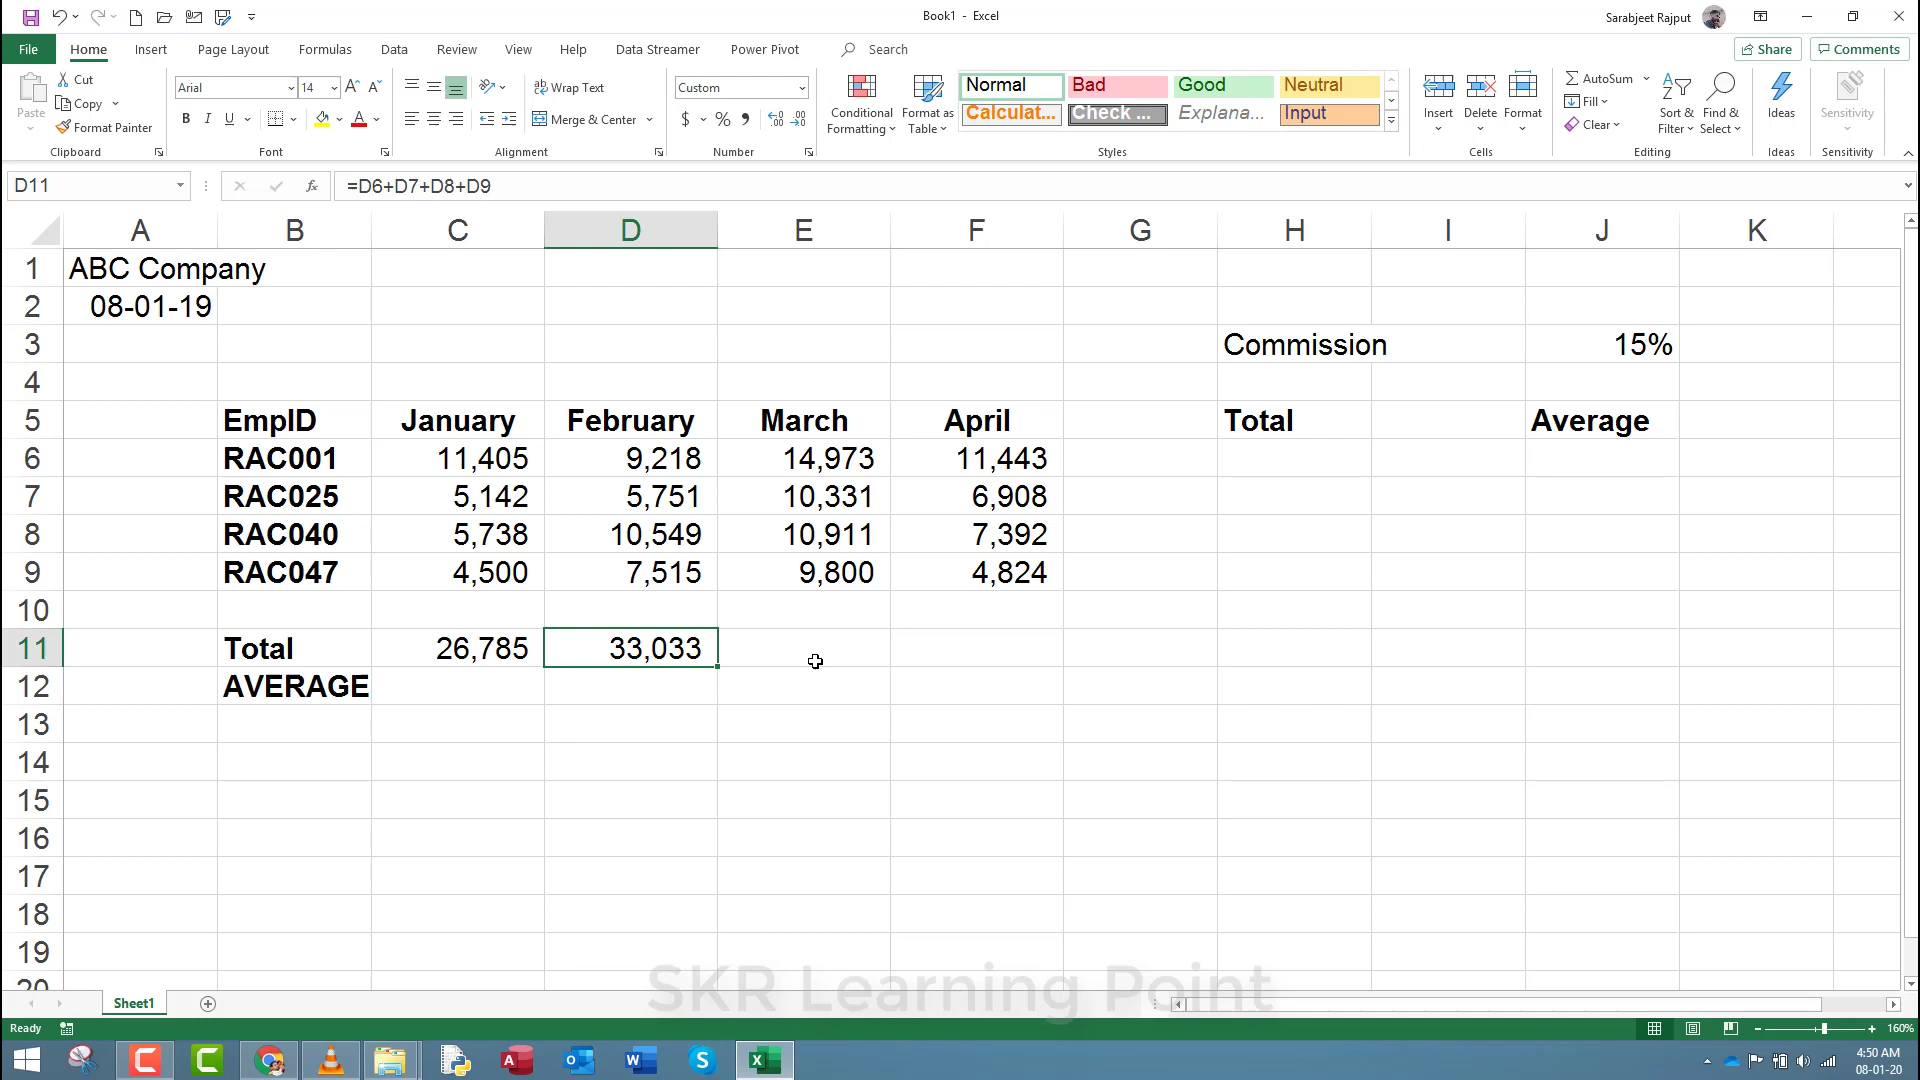 Book1 - Excel
Sarabjeet Rajput
File Home Insert Page Layout Formulas Data Review View Help Data Streamer Power Pivot Search Share Comments
Paste
Cut
Copy
Format Painter
Clipboard
Arial 14
B I U
Font
Wrap Text
Merge & Center
Alignment
Custom
$ % ,
Number
Conditional Formatting
Format as Table
Normal Bad Good Neutral
Calculat... Check ... Explana... Input
Styles
Insert Delete Format
Cells
AutoSum
Fill
Clear
Sort & Filter
Find & Select
Editing
Ideas
Ideas
Sensitivity
Sensitivity
D11 fx =D6+D7+D8+D9
A B C D E F G H I J K
1 ABC Company
2 08-01-19
3 Commission 15%
4
5 EmpID January February March April Total Average
6 RAC001 11,405 9,218 14,973 11,443
7 RAC025 5,142 5,751 10,331 6,908
8 RAC040 5,738 10,549 10,911 7,392
9 RAC047 4,500 7,515 9,800 4,824
10
11 Total 26,785 33,033
12 AVERAGE
13
14
15
16
17
18
19
20
SKR Learning Point
Sheet1
Ready 160%
4:50 AM
08-01-20